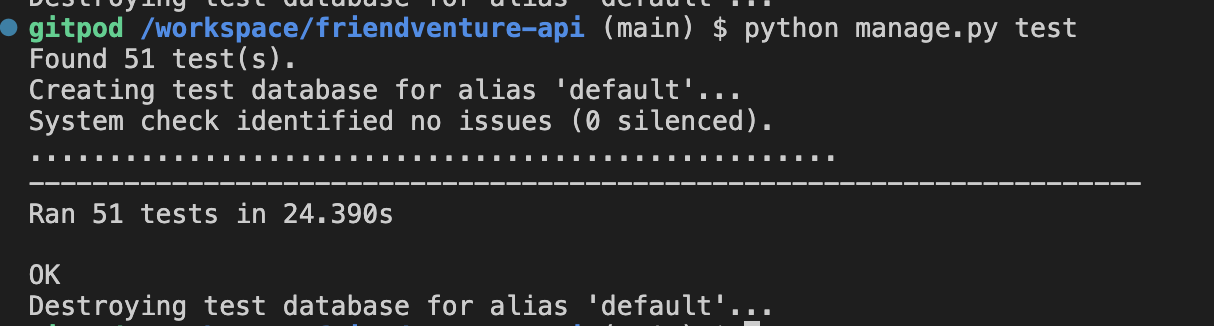 Destroying test database for alias 'default'...
gitpod /workspace/friendventure-api (main) $ python manage.py test
Found 51 test(s).
Creating test database for alias 'default'...
System check identified no issues (0 silenced).
...................................................
----------------------------------------------------------------------
Ran 51 tests in 24.390s

OK
Destroying test database for alias 'default'...